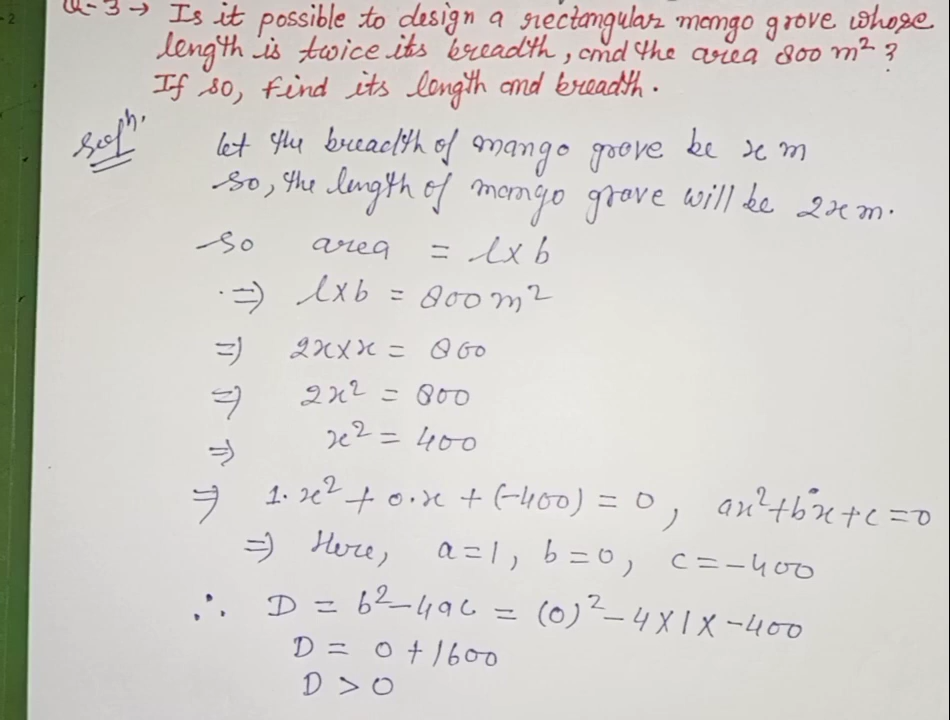 Q-3 → Is it possible to design a rectangular mango grove whose
length is twice its breadth, and the area 800 m² ?
If so, find its length and breadth.
Solⁿ. let the breadth of mango grove be x m
so, the length of mango grove will be 2x m.
so area = l×b
⇒ l×b = 800 m²
⇒ 2x×x = 800
⇒ 2x² = 800
⇒ x² = 400
⇒ 1.x² + 0.x + (-400) = 0, ax²+bx+c=0
⇒ Here, a=1, b=0, c=-400
∴ D = b²-4ac = (0)²-4×1×-400
D = 0+1600
D > 0